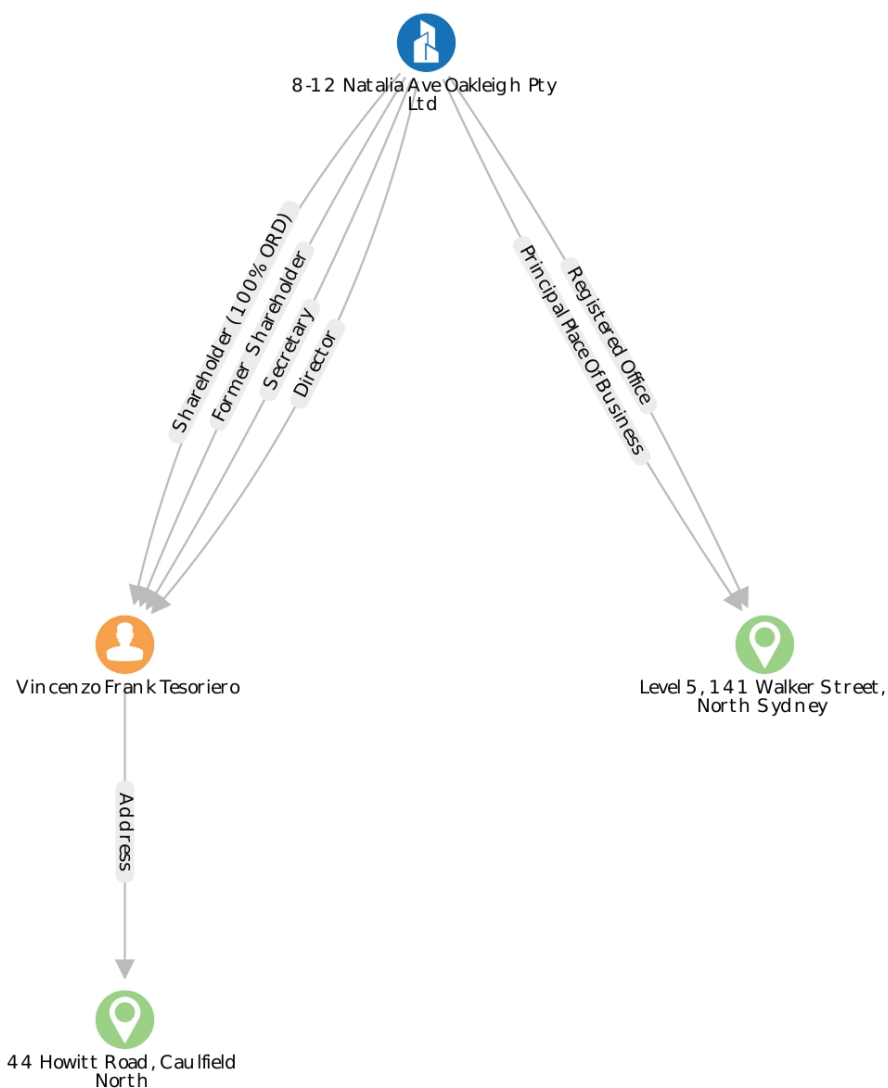 8-12 Natalia Ave Oakleigh Pty
Ltd
Shareholder (100% ORD)
Former Shareholder
Secretary
Director
Principal Place Of Business
Registered Office
Vincenzo Frank Tesoriero
Level 5, 141 Walker Street,
North Sydney
Address
44 Howitt Road, Caulfield
North